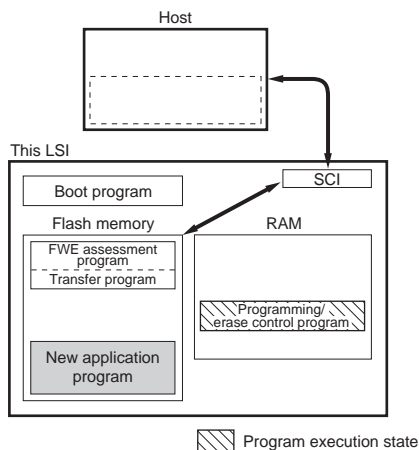 Host
This LSI
SCI
Boot program
Flash memory
RAM
FWE assessment
program
Transfer program
Programming/
erase control program
New application
program
Program execution state